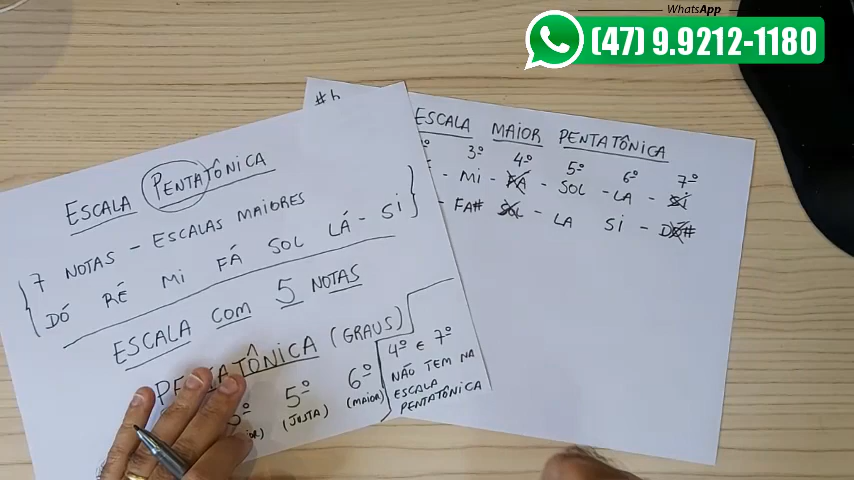 WhatsApp
(47) 9.9212-1180
ESCALA PENTATÔNICA
7 NOTAS - ESCALAS MAIORES
DÓ RÉ Mi FÁ SOL LÁ - Si
ESCALA COM 5 NOTAS
PENTATÔNICA (GRAUS)
5º 6º
(JUSTA) (MAIOR)
4º E 7º
NÃO TEM NA
ESCALA
PENTATÔNICA
ESCALA MAIOR PENTATÔNICA
3º 4º 5º 6º 7º
- Mi - FA - SOL - LA - Si
- FA# SOL - LA Si - DO#